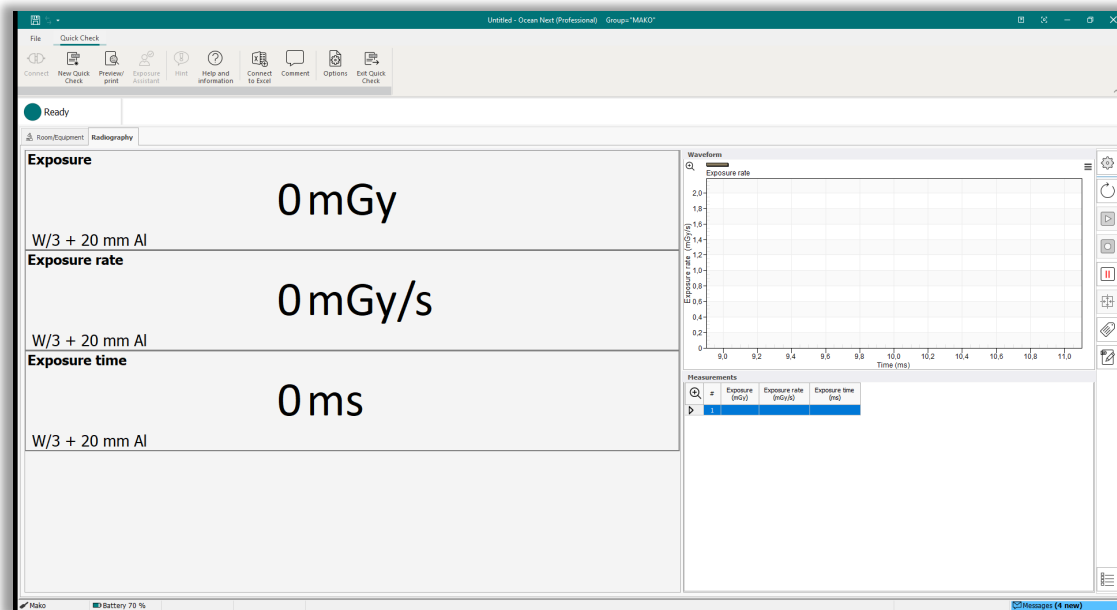 Untitled - Ocean Next (Professional) Group="MAKO"
File Quick Check
Connect
New Quick Check
Preview/ print
Exposure Assistant
Hint
Help and information
Connect to Excel
Comment
Options
Exit Quick Check
Ready
Room/Equipment Radiography
Exposure
0 mGy
W/3 + 20 mm Al
Exposure rate
0 mGy/s
W/3 + 20 mm Al
Exposure time
0 ms
W/3 + 20 mm Al
Waveform
Exposure rate
Exposure rate (mGy/s)
2,0
1,8
1,6
1,4
1,2
1,0
0,8
0,6
0,4
0,2
0
9,0 9,2 9,4 9,6 9,8 10,0 10,2 10,4 10,6 10,8 11,0
Time (ms)
Measurements
# Exposure (mGy) Exposure rate (mGy/s) Exposure time (ms)
1
Mako Battery 70 % Messages (4 new)